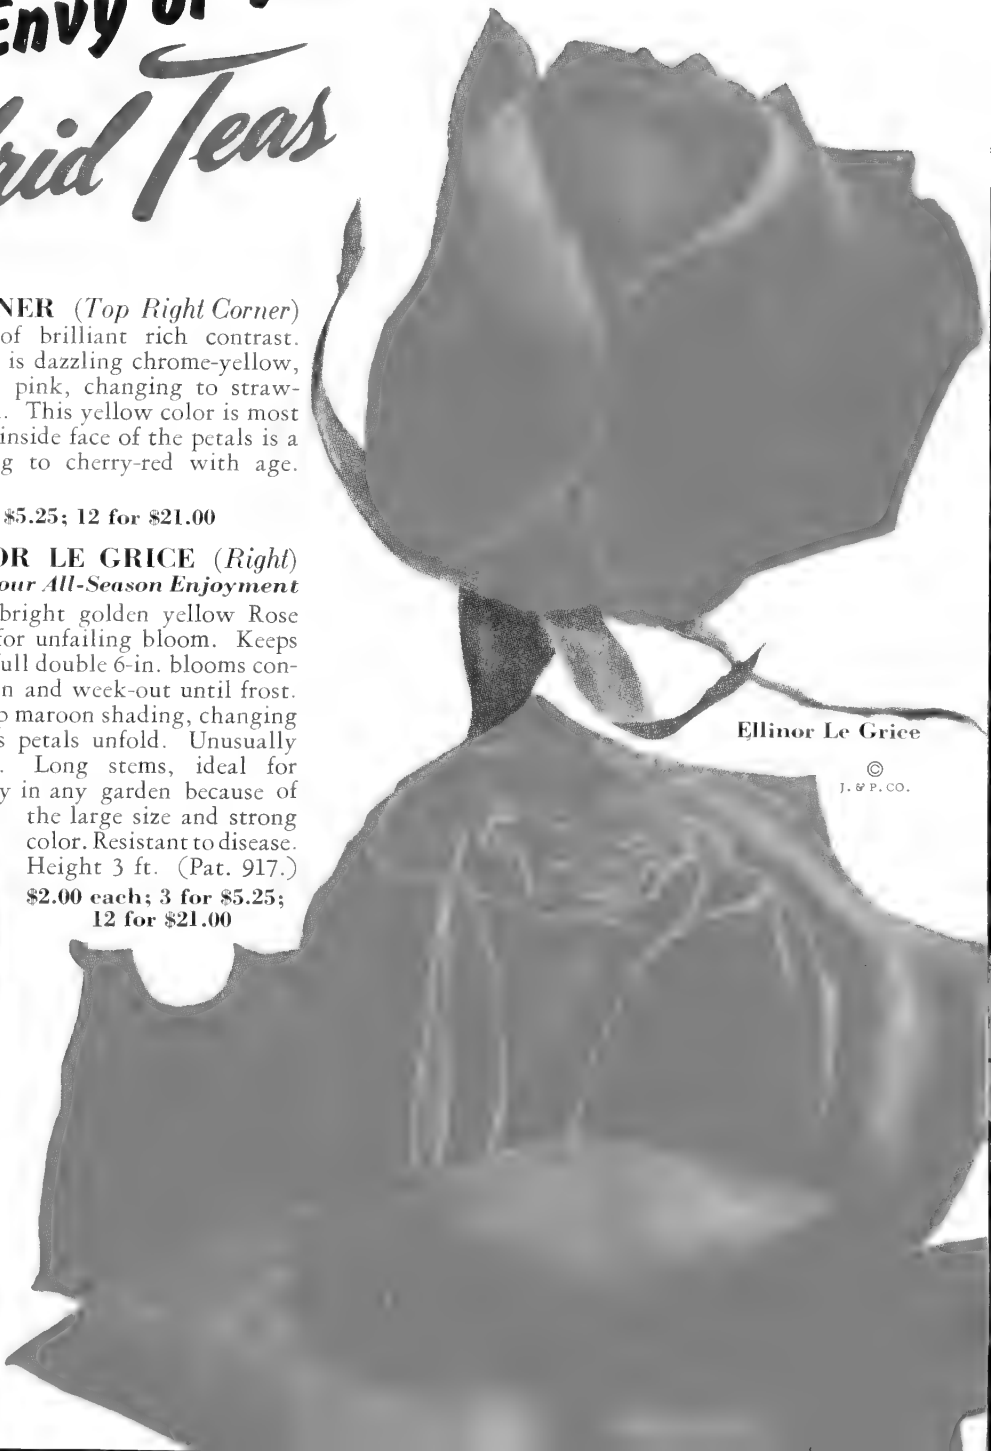 Envy of
rid Teas
NER (Top Right Corner)
of brilliant rich contrast.
is dazzling chrome-yellow,
pink, changing to straw-
. This yellow color is most
inside face of the petals is a
g to cherry-red with age.
$5.25; 12 for $21.00
OR LE GRICE (Right)
our All-Season Enjoyment
bright golden yellow Rose
for unfailing bloom. Keeps
full double 6-in. blooms con-
n and week-out until frost.
p maroon shading, changing
s petals unfold. Unusually
. Long stems, ideal for
y in any garden because of
the large size and strong
color. Resistant to disease.
Height 3 ft. (Pat. 917.)
$2.00 each; 3 for $5.25;
12 for $21.00
Ellinor Le Grice
©
J. & P. CO.